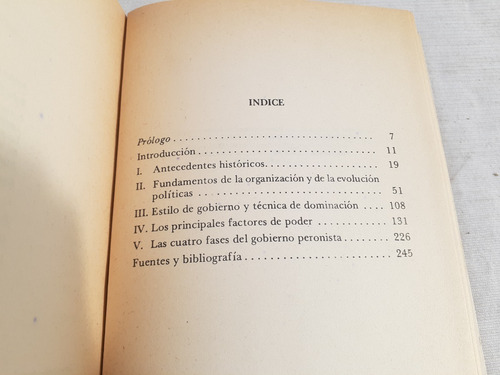 INDICE
Prólogo . . . . . . . . . . . . . . . . . . . . . . . . . . . . 7
Introducción . . . . . . . . . . . . . . . . . . . . . . . . . 11
I. Antecedentes históricos. . . . . . . . . . . . . . . . . 19
II. Fundamentos de la organización y de la evolución
políticas . . . . . . . . . . . . . . . . . . . . . . . . . . 51
III. Estilo de gobierno y técnica de dominación . . . . 108
IV. Los principales factores de poder . . . . . . . . . . 131
V. Las cuatro fases del gobierno peronista . . . . . . . 226
Fuentes y bibliografía . . . . . . . . . . . . . . . . . . . 245